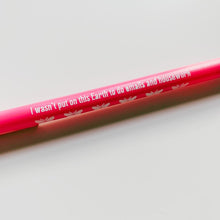 I wasn't put on this Earth to do emails and housework